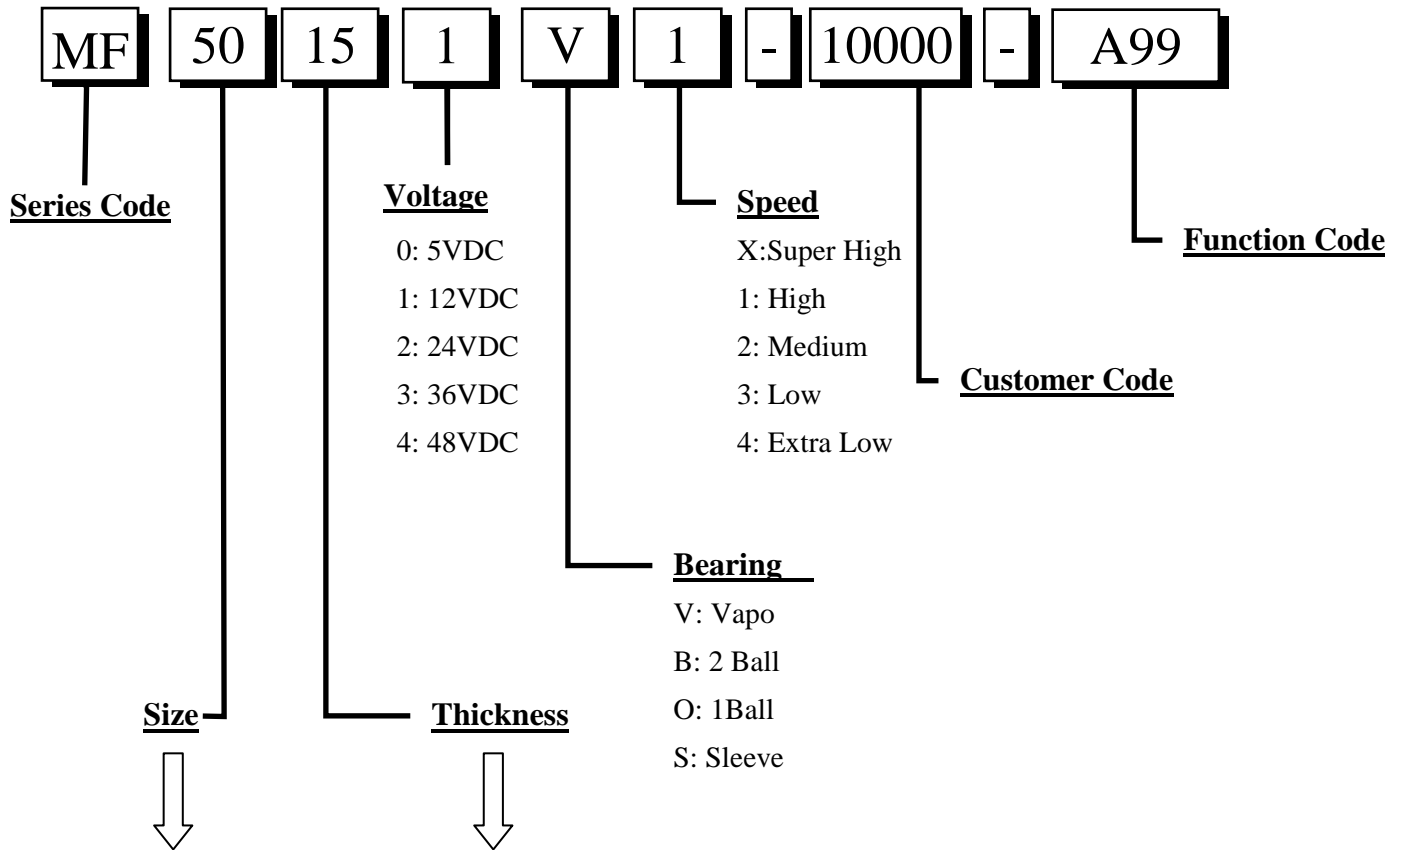 MF 50 15 1 V 1 - 10000 - A99
Series Code
Voltage
0: 5VDC
1: 12VDC
2: 24VDC
3: 36VDC
4: 48VDC
Speed
X:Super High
1: High
2: Medium
3: Low
4: Extra Low
Function Code
Customer Code
Bearing
V: Vapo
B: 2 Ball
O: 1Ball
S: Sleeve
Size
Thickness